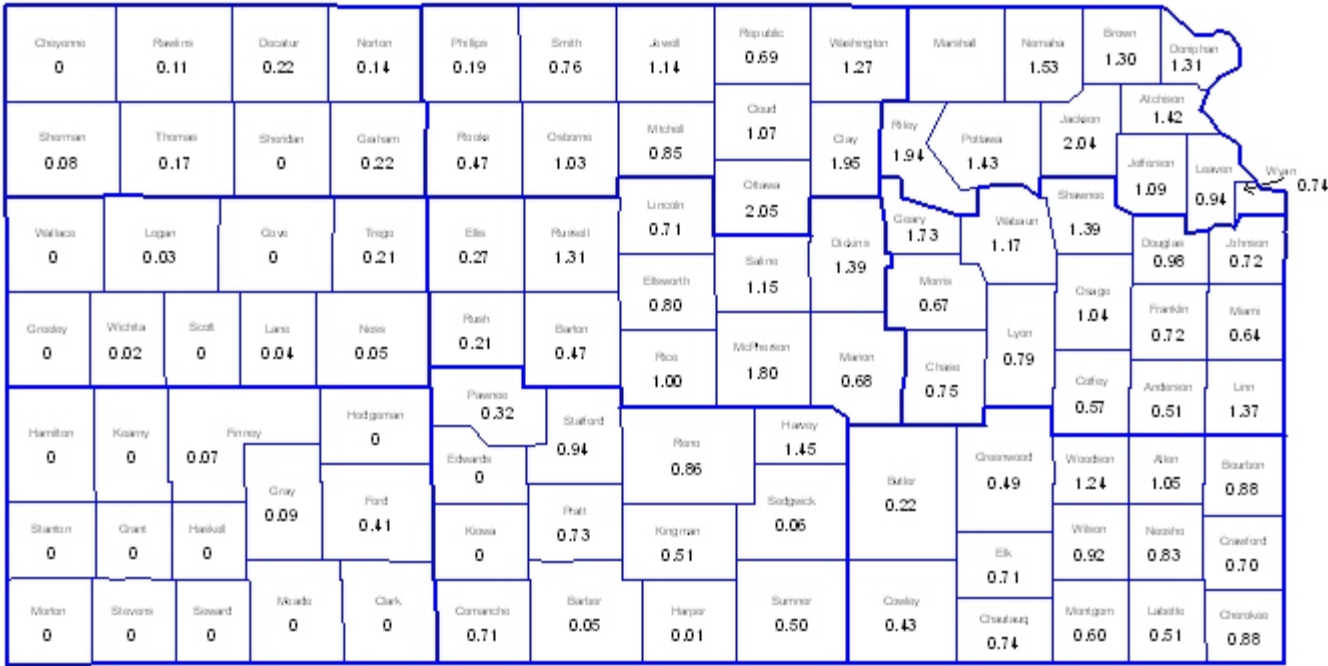 Cheyenne
0
Rawlins
0.11
Decatur
0.22
Norton
0.14
Phillips
0.19
Smith
0.76
Jewell
1.14
Republic
0.69
Washington
1.27
Marshall
Nemaha
1.53
Brown
1.30
Doniphan
1.31
Sherman
0.08
Thomas
0.17
Sheridan
0
Graham
0.22
Rooks
0.47
Osborne
1.03
Mitchell
0.85
Cloud
1.07
Clay
1.95
Riley
1.94
Pottawa
1.43
Jackson
2.04
Atchison
1.42
Jefferson
1.09
Leaven
0.94
Wyan
0.74
Wallace
0
Logan
0.03
Gove
0
Trego
0.21
Ellis
0.27
Russell
1.31
Lincoln
0.71
Ottawa
2.05
Dickins
1.39
Geary
1.73
Wabaun
1.17
Shawnee
1.39
Douglas
0.98
Johnson
0.72
Greeley
0
Wichita
0.02
Scott
0
Lane
0.04
Ness
0.05
Rush
0.21
Barton
0.47
Ellsworth
0.80
Saline
1.15
Morris
0.67
Osage
1.04
Franklin
0.72
Miami
0.64
Rice
1.00
McPherson
1.80
Marion
0.68
Chase
0.75
Lyon
0.79
Coffey
0.57
Anderson
0.51
Linn
1.37
Hamilton
0
Kearny
0
Finney
0.07
Hodgeman
0
Pawnee
0.32
Stafford
0.94
Reno
0.86
Harvey
1.45
Butler
0.22
Greenwood
0.49
Woodson
1.24
Allen
1.05
Bourbon
0.88
Gray
0.09
Ford
0.41
Edwards
0
Kiowa
0
Pratt
0.73
Kingman
0.51
Sedgwick
0.06
Elk
0.71
Wilson
0.92
Neosho
0.83
Crawford
0.70
Stanton
0
Grant
0
Haskell
0
Morton
0
Stevens
0
Seward
0
Meade
0
Clark
0
Comanche
0.71
Barber
0.05
Harper
0.01
Sumner
0.50
Cowley
0.43
Chautauq
0.74
Montgom
0.60
Labette
0.51
Cherokee
0.88